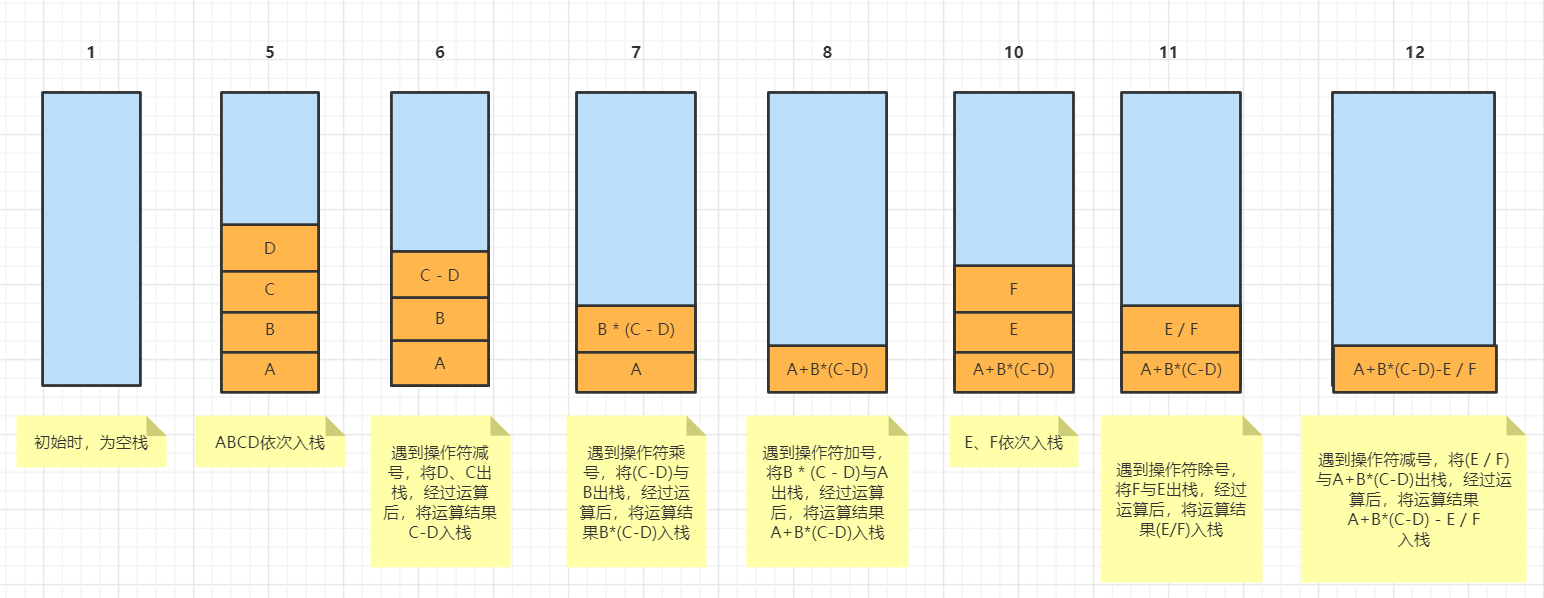 1
5
6
7
8
10
11
12
D
C
B
A
C - D
B
A
B * (C - D)
A
A+B*(C-D)
F
E
A+B*(C-D)
E / F
A+B*(C-D)
A+B*(C-D)-E / F
初始时，为空栈
ABCD依次入栈
遇到操作符减
号，将D、C出
栈，经过运算
后，将运算结果
C-D入栈
遇到操作符乘
号，将(C-D)与
B出栈，经过运
算后，将运算结
果B*(C-D)入栈
遇到操作符加号，
将B * (C - D)与A
出栈，经过运算
后，将运算结果
A+B*(C-D)入栈
E、F依次入栈
遇到操作符除号，
将F与E出栈，经过
运算后，将运算结
果(E/F)入栈
遇到操作符减号，将(E / F)
与A+B*(C-D)出栈，经过运
算后，将运算结果
A+B*(C-D) - E / F
入栈